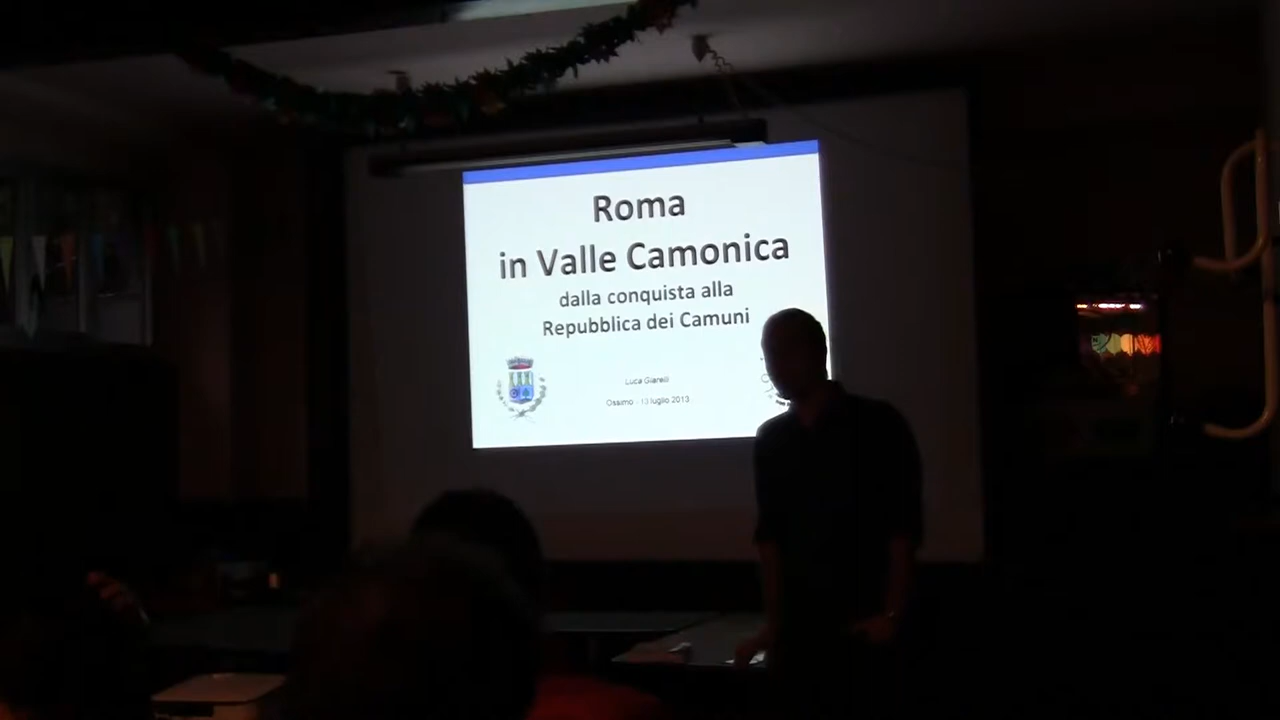 Roma
in Valle Camonica
dalla conquista alla
Repubblica dei Camuni
Luca Giarelli
Ossimo - 13 luglio 2013